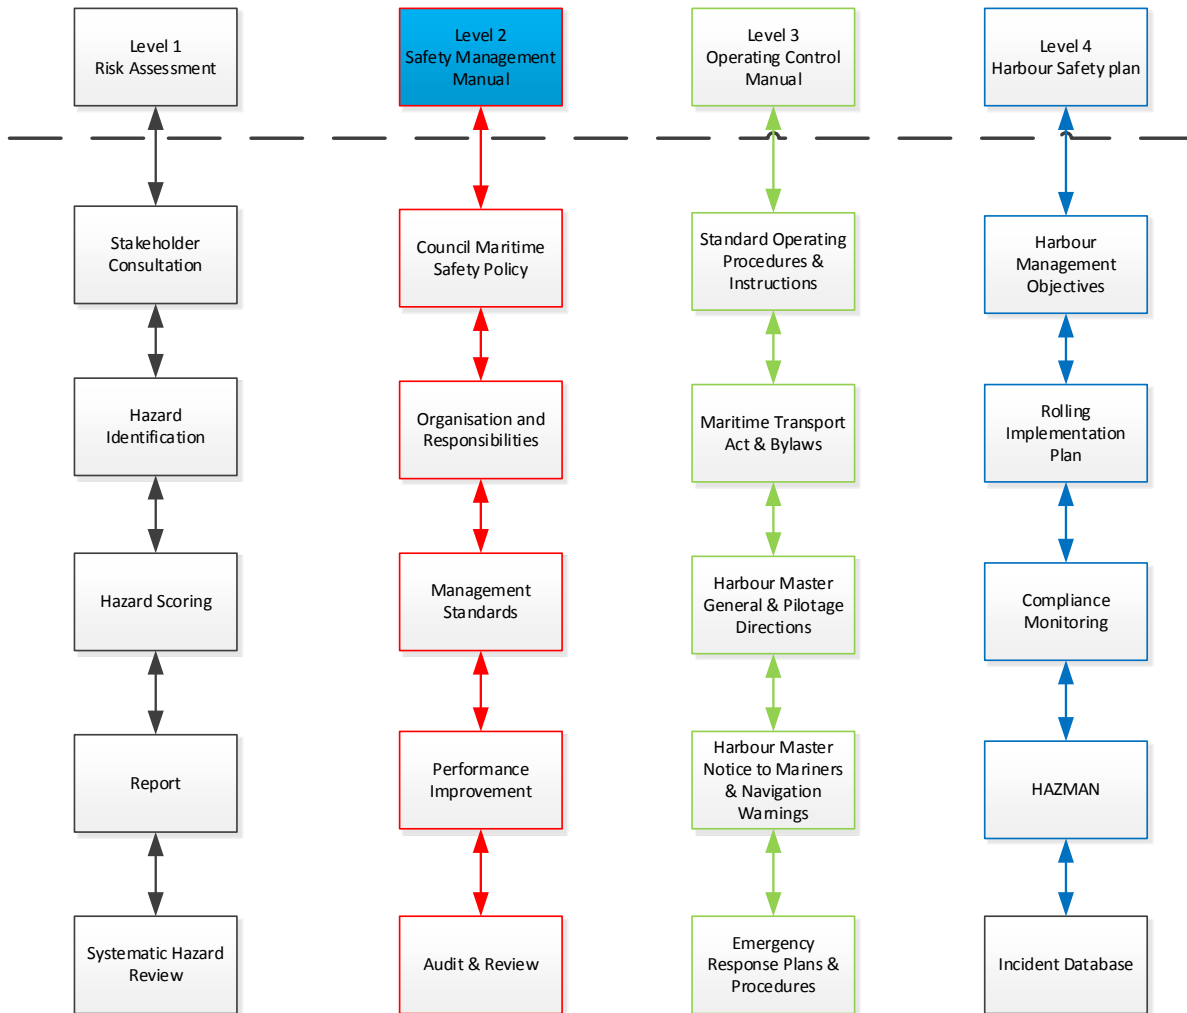 Level 1
Risk Assessment
Level 2
Safety Management
Manual
Level 3
Operating Control
Manual
Level 4
Harbour Safety plan
Stakeholder
Consultation
Council Maritime
Safety Policy
Standard Operating
Procedures &
Instructions
Harbour
Management
Objectives
Hazard
Identification
Organisation and
Responsibilities
Maritime Transport
Act & Bylaws
Rolling
Implementation
Plan
Hazard Scoring
Management
Standards
Harbour Master
General & Pilotage
Directions
Compliance
Monitoring
Report
Performance
Improvement
Harbour Master
Notice to Mariners
& Navigation
Warnings
HAZMAN
Systematic Hazard
Review
Audit & Review
Emergency
Response Plans &
Procedures
Incident Database